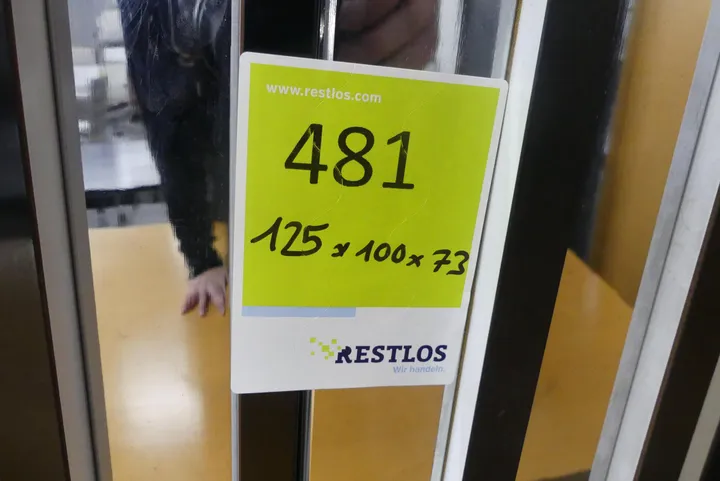 www.restlos.com
481
125 x 100 x 73
RESTLOS
Wir handeln.